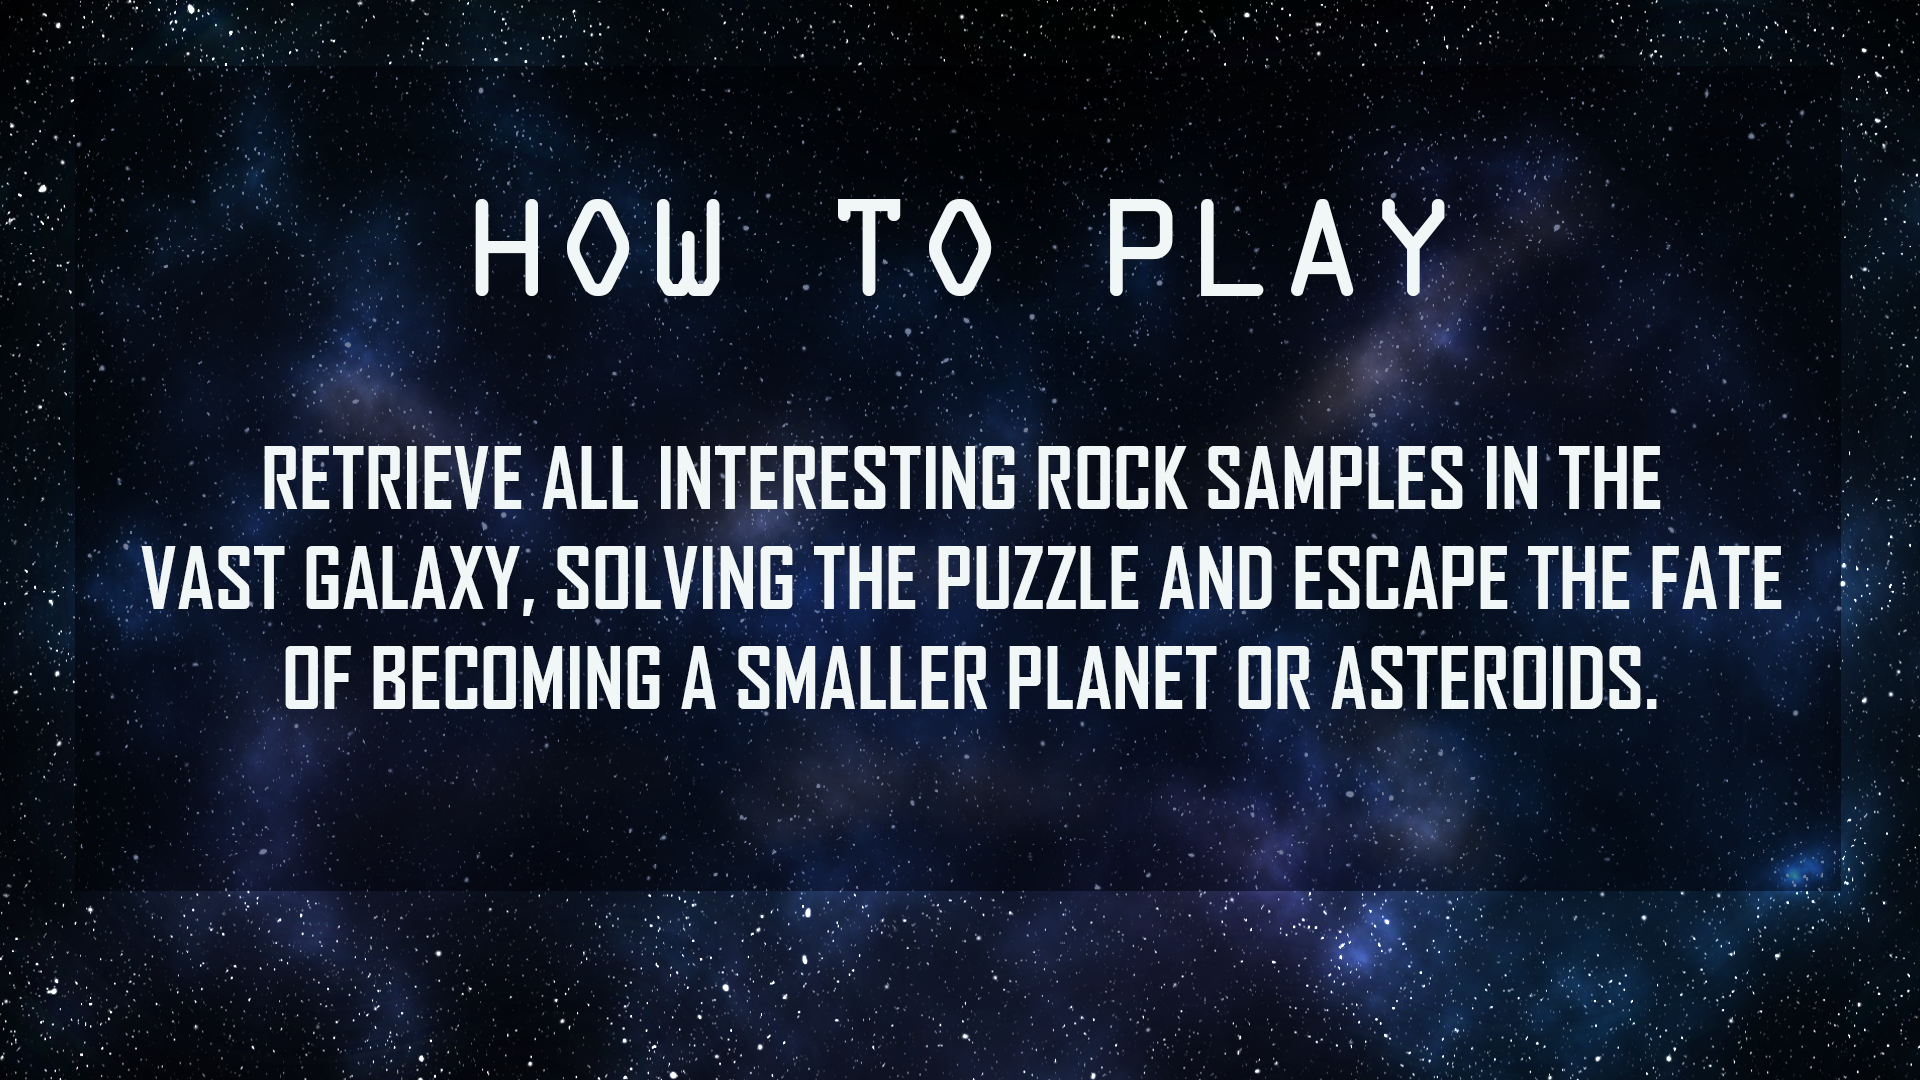 HOW TO PLAY
RETRIEVE ALL INTERESTING ROCK SAMPLES IN THE
VAST GALAXY, SOLVING THE PUZZLE AND ESCAPE THE FATE
OF BECOMING A SMALLER PLANET OR ASTEROIDS.